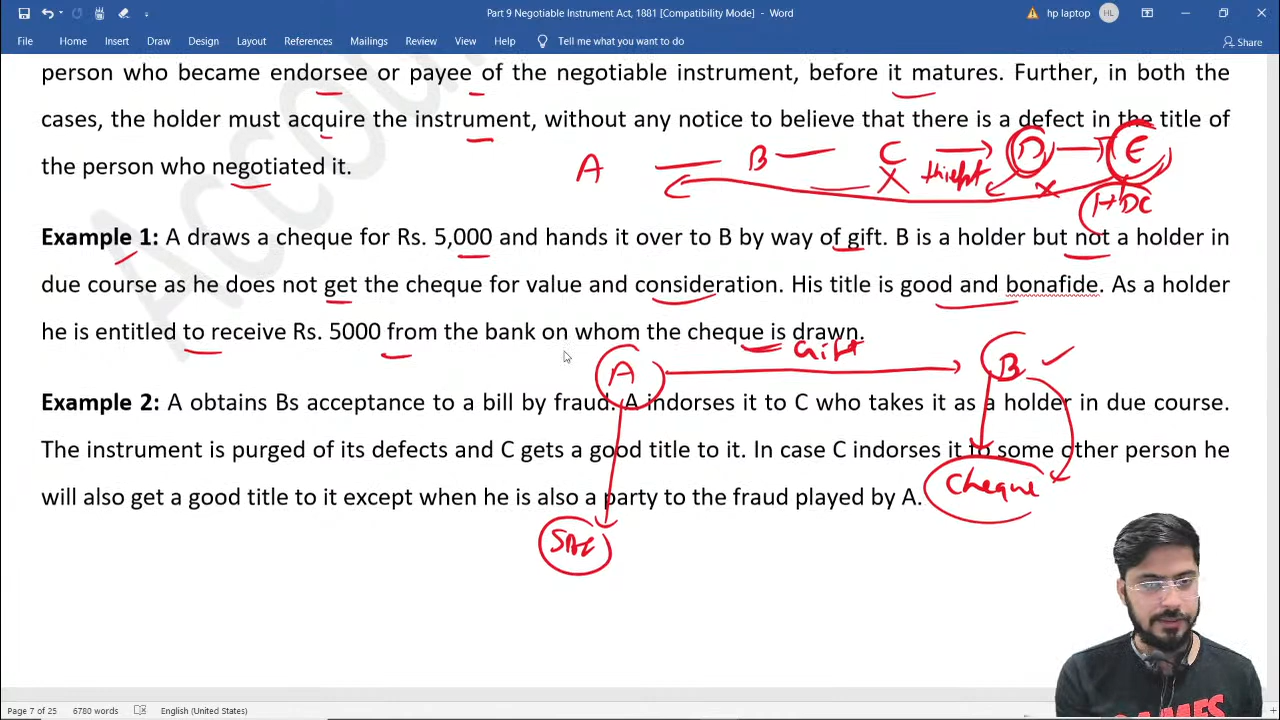 Part 9 Negotiable Instrument Act, 1881 [Compatibility Mode] - Word
hp laptop HL
File Home Insert Draw Design Layout References Mailings Review View Help Tell me what you want to do Share
person who became endorsee or payee of the negotiable instrument, before it matures. Further, in both the
cases, the holder must acquire the instrument, without any notice to believe that there is a defect in the title of
the person who negotiated it.
A B C X D X E
HDC
Example 1: A draws a cheque for Rs. 5,000 and hands it over to B by way of gift. B is a holder but not a holder in
due course as he does not get the cheque for value and consideration. His title is good and bonafide. As a holder
he is entitled to receive Rs. 5000 from the bank on whom the cheque is drawn.
A Gift B
Example 2: A obtains Bs acceptance to a bill by fraud. A indorses it to C who takes it as a holder in due course.
The instrument is purged of its defects and C gets a good title to it. In case C indorses it to some other person he
will also get a good title to it except when he is also a party to the fraud played by A.
Cheque
Page 7 of 25 6780 words English (United States)